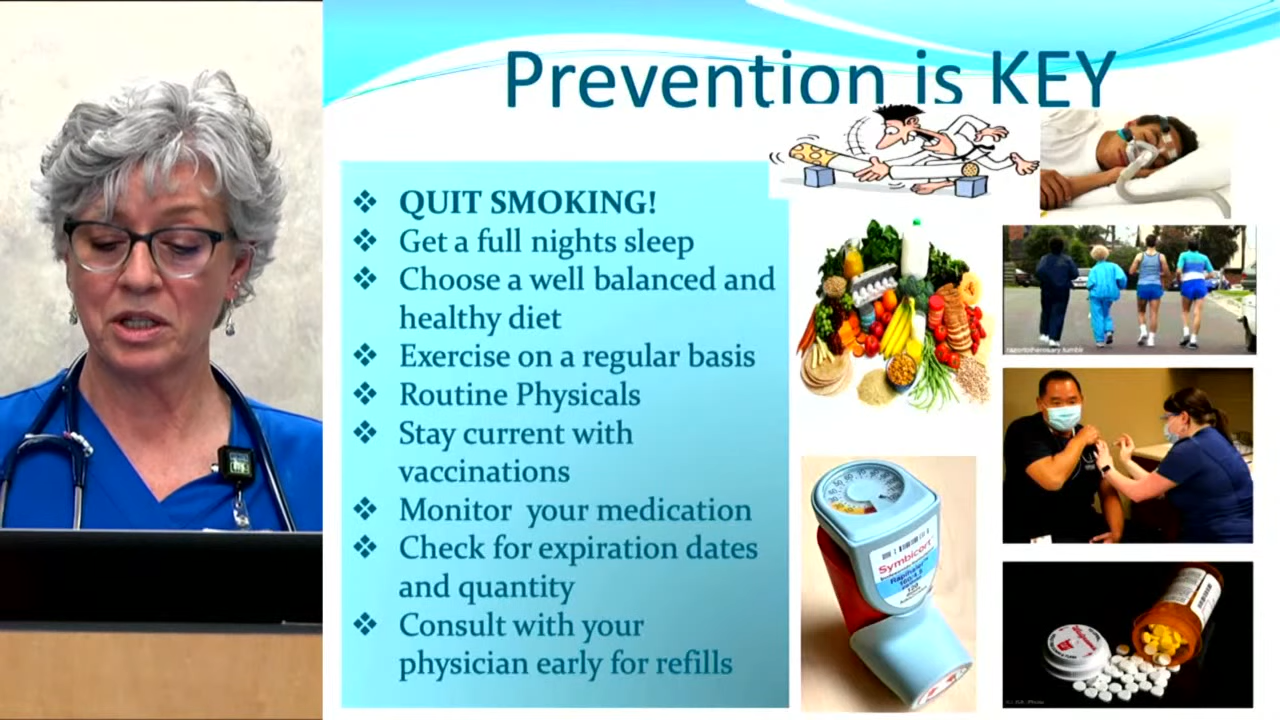 Prevention is KEY
❖ QUIT SMOKING!
❖ Get a full nights sleep
❖ Choose a well balanced and
healthy diet
❖ Exercise on a regular basis
❖ Routine Physicals
❖ Stay current with
vaccinations
❖ Monitor your medication
❖ Check for expiration dates
and quantity
❖ Consult with your
physician early for refills
Symbicort
120